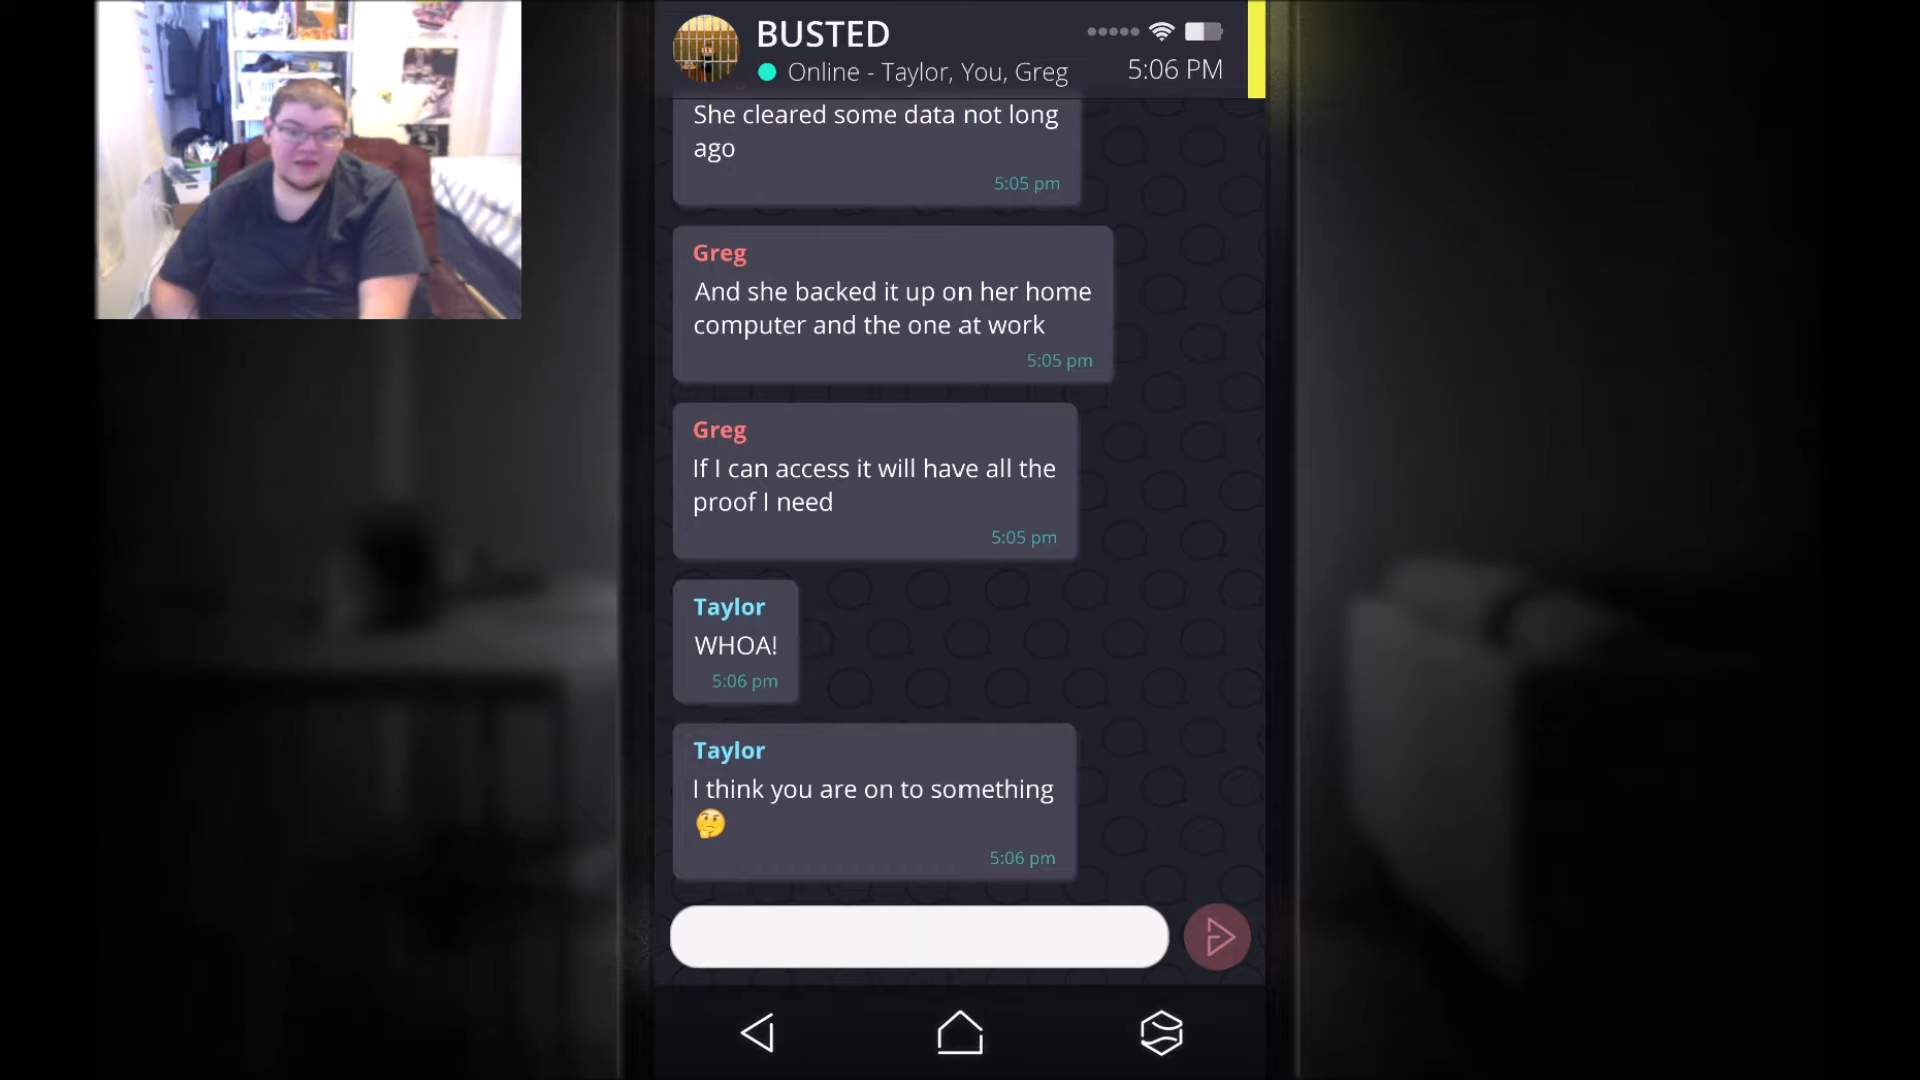 BUSTED
Online - Taylor, You, Greg
5:06 PM
She cleared some data not long
ago
5:05 pm
Greg
And she backed it up on her home
computer and the one at work
5:05 pm
Greg
If I can access it will have all the
proof I need
5:05 pm
Taylor
WHOA!
5:06 pm
Taylor
I think you are on to something
🤔
5:06 pm